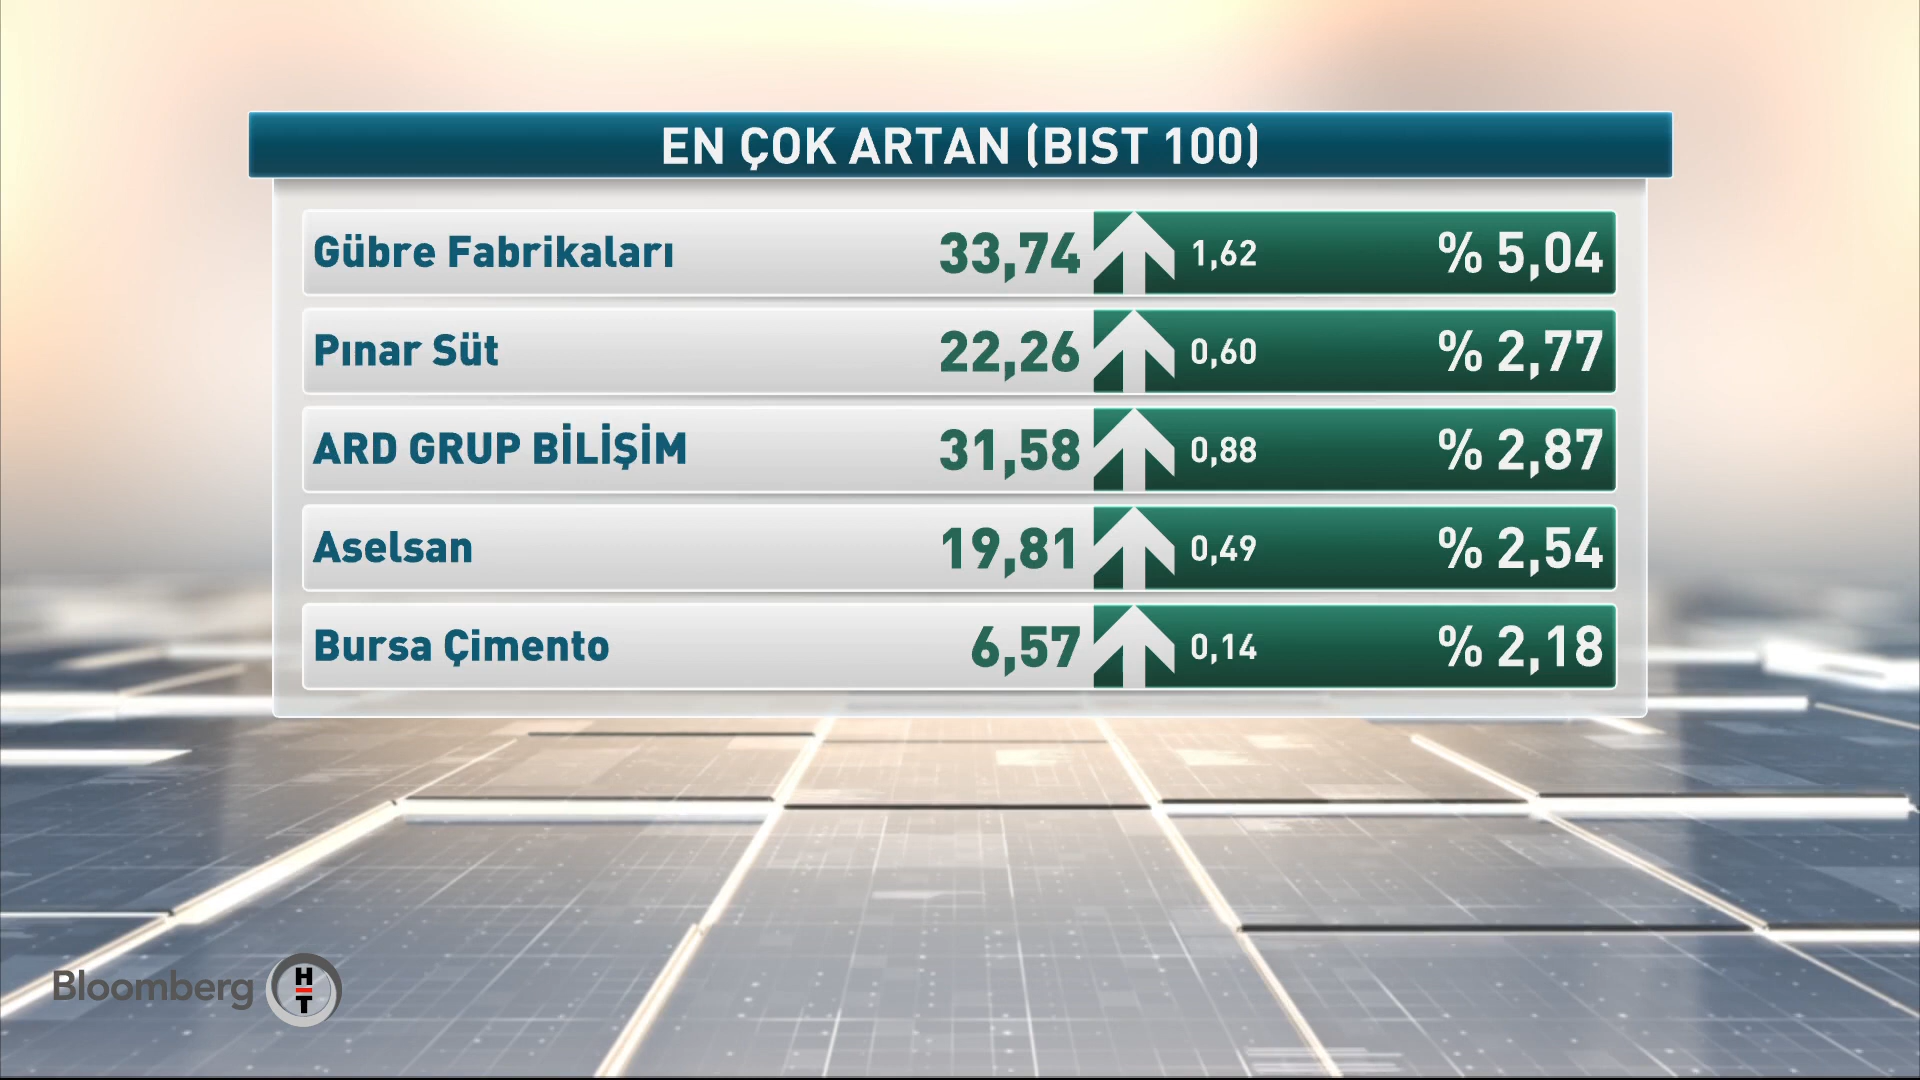 EN ÇOK ARTAN (BIST 100)
Gübre Fabrikaları 33,74 1,62 % 5,04
Pınar Süt 22,26 0,60 % 2,77
ARD GRUP BİLİŞİM 31,58 0,88 % 2,87
Aselsan 19,81 0,49 % 2,54
Bursa Çimento 6,57 0,14 % 2,18
Bloomberg HT